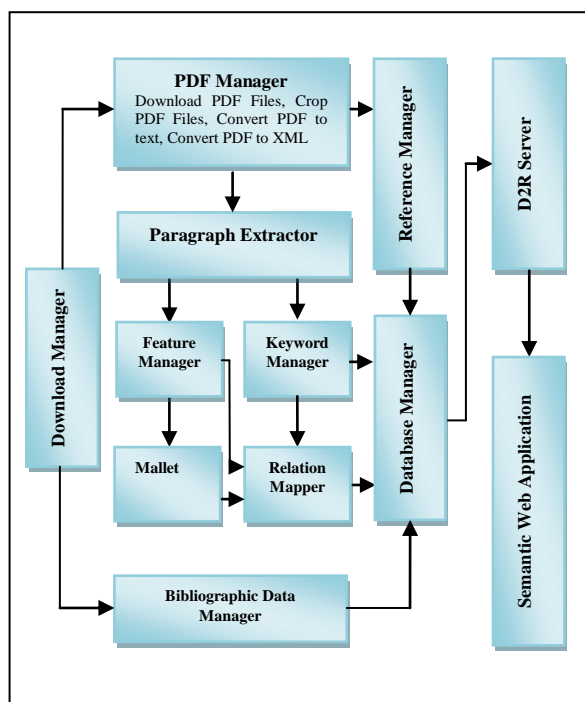 PDF Manager
Download PDF Files, Crop
PDF Files, Convert PDF to
text, Convert PDF to XML
Reference Manager
D2R Server
Paragraph Extractor
Download Manager
Feature
Manager
Keyword
Manager
Database Manager
Semantic Web Application
Mallet
Relation
Mapper
Bibliographic Data
Manager